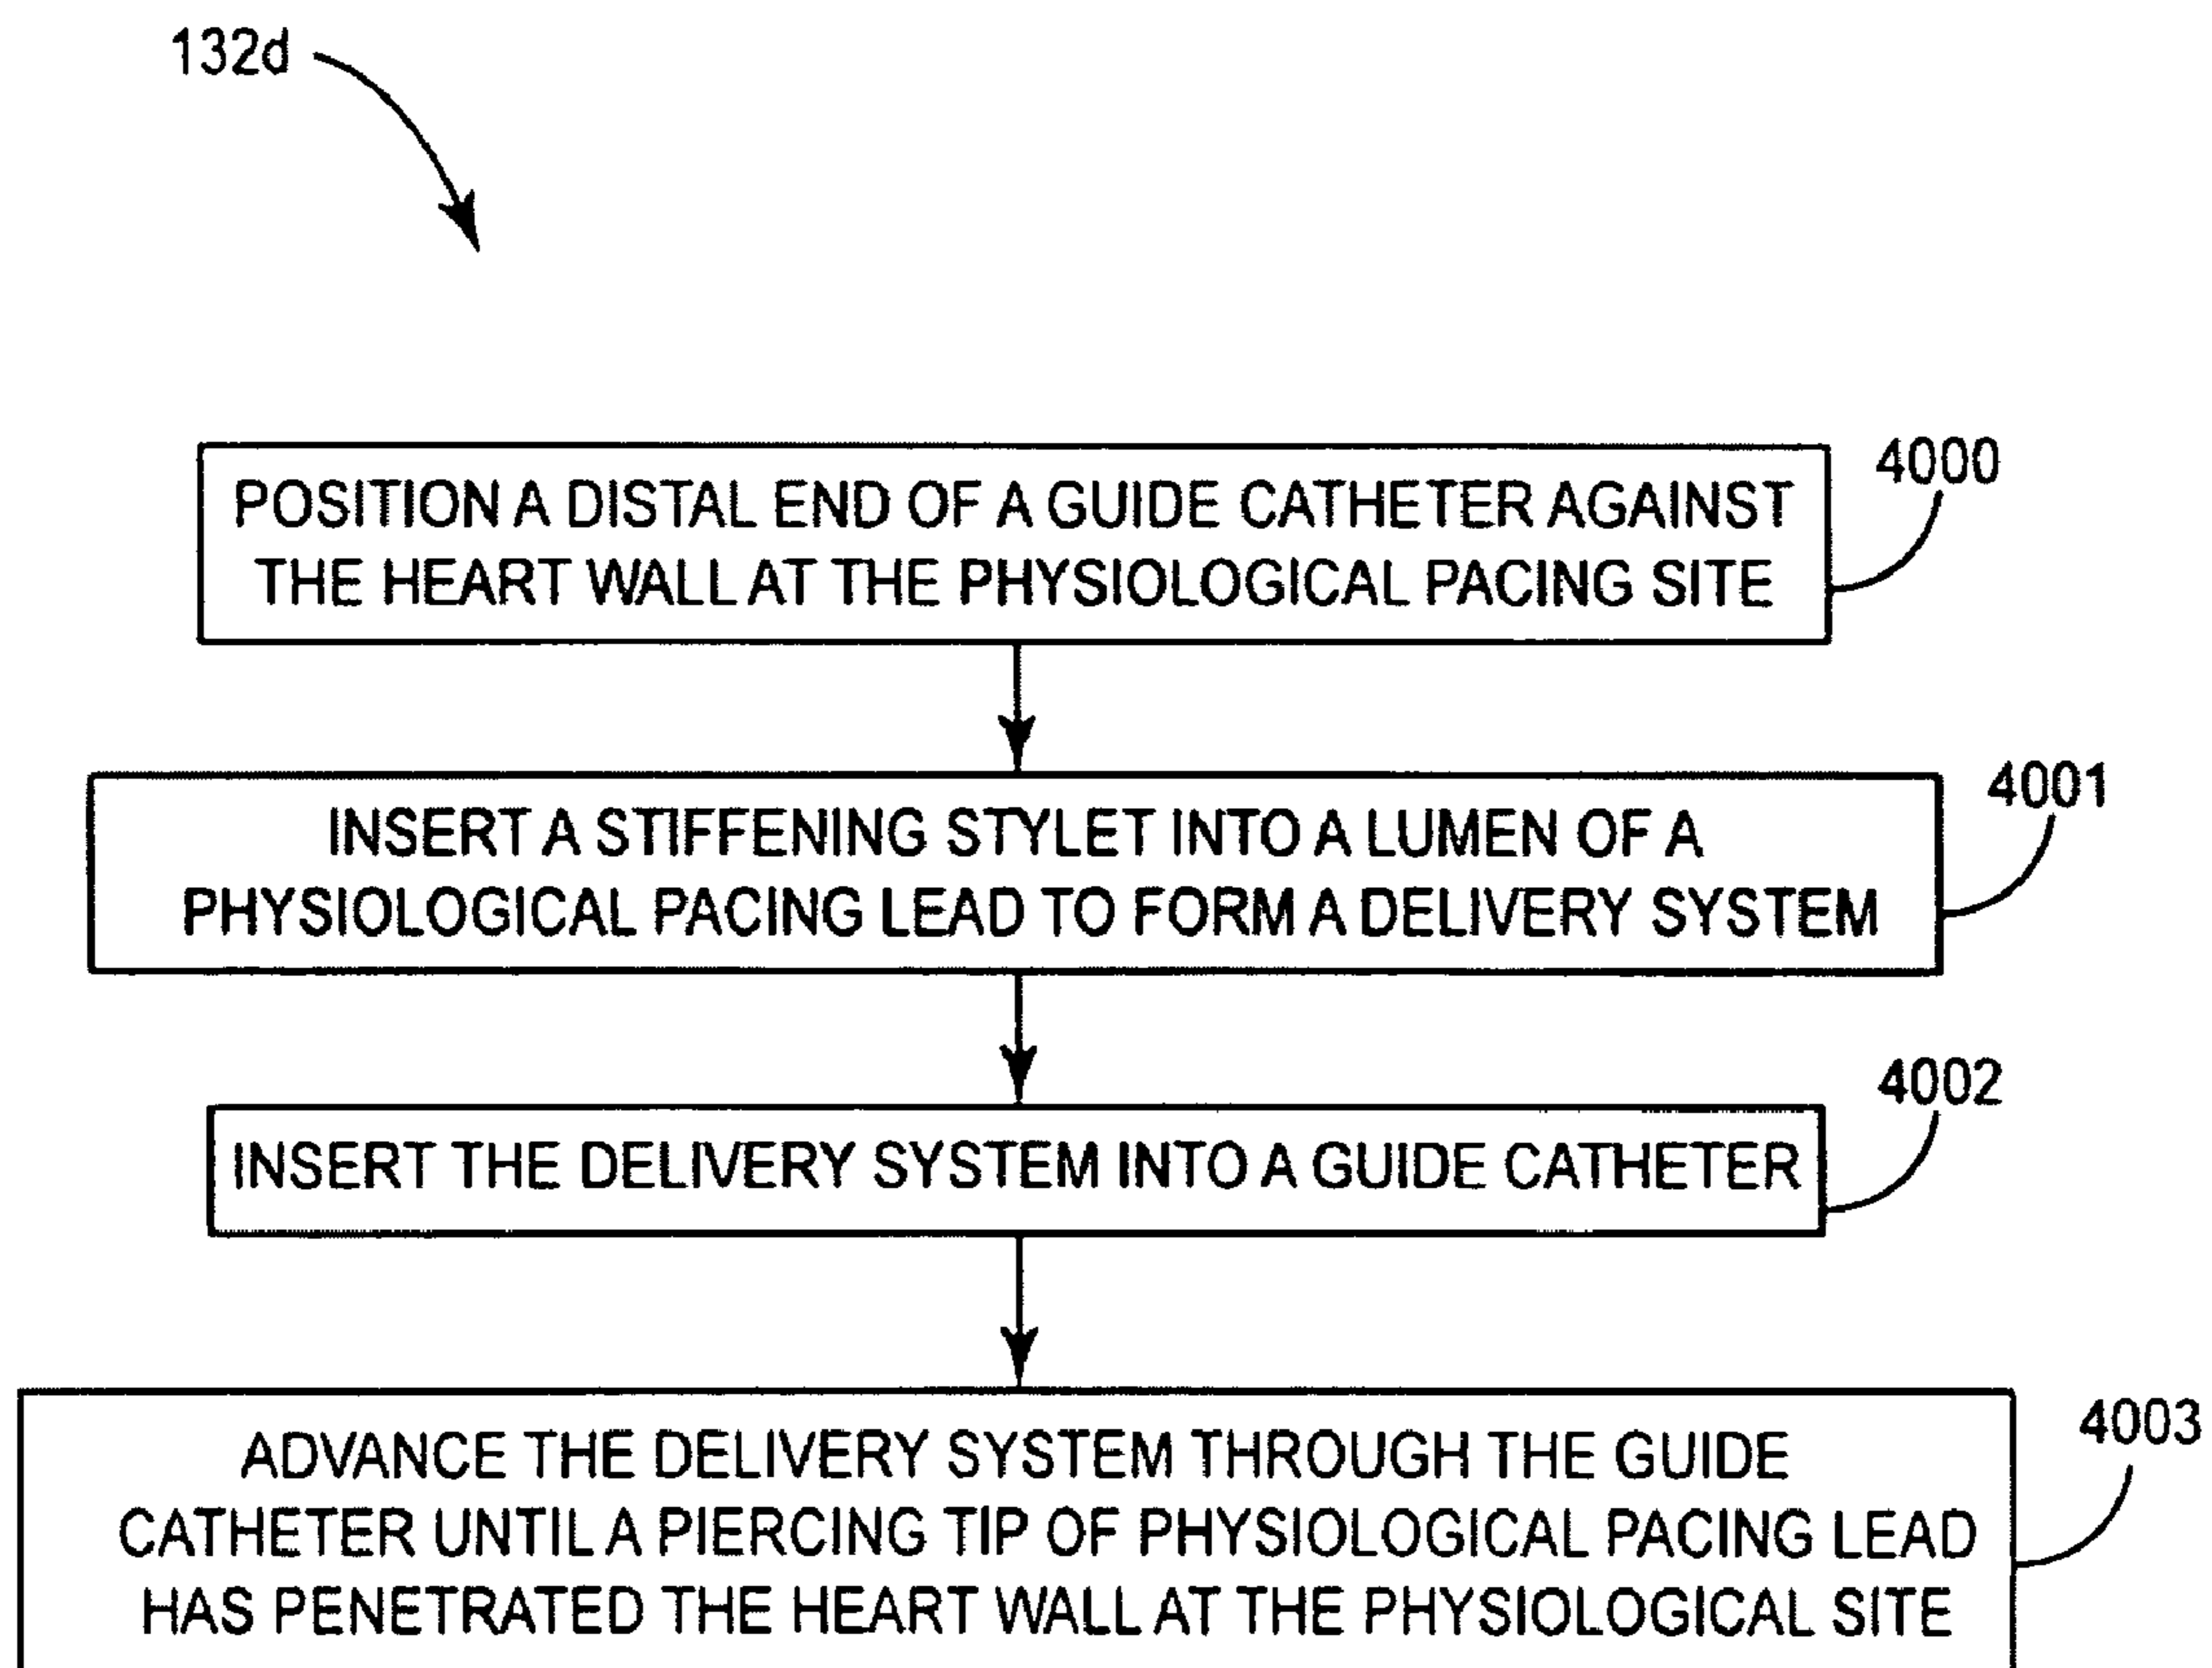 132d
POSITION A DISTAL END OF A GUIDE CATHETER AGAINST
THE HEART WALL AT THE PHYSIOLOGICAL PACING SITE
4000
INSERT A STIFFENING STYLET INTO A LUMEN OF A
PHYSIOLOGICAL PACING LEAD TO FORM A DELIVERY SYSTEM
4001
INSERT THE DELIVERY SYSTEM INTO A GUIDE CATHETER
4002
ADVANCE THE DELIVERY SYSTEM THROUGH THE GUIDE
CATHETER UNTIL A PIERCING TIP OF PHYSIOLOGICAL PACING LEAD
HAS PENETRATED THE HEART WALL AT THE PHYSIOLOGICAL SITE
4003